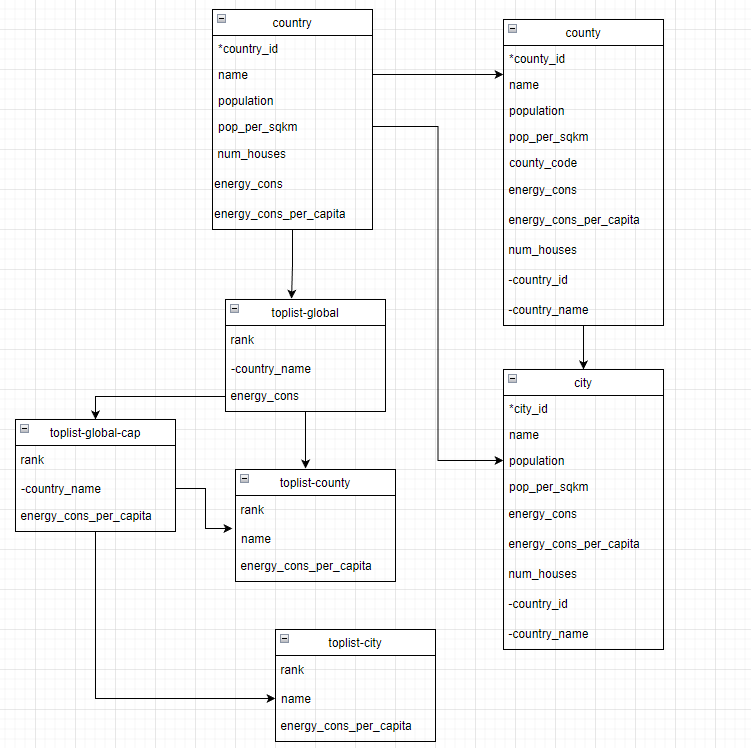 country
*country_id
name
population
pop_per_sqkm
num_houses
energy_cons
energy_cons_per_capita
county
*county_id
name
population
pop_per_sqkm
county_code
energy_cons
energy_cons_per_capita
num_houses
-country_id
-country_name
toplist-global
rank
-country_name
energy_cons
toplist-global-cap
rank
-country_name
energy_cons_per_capita
toplist-county
rank
name
energy_cons_per_capita
city
*city_id
name
population
pop_per_sqkm
energy_cons
energy_cons_per_capita
num_houses
-country_id
-country_name
toplist-city
rank
name
energy_cons_per_capita